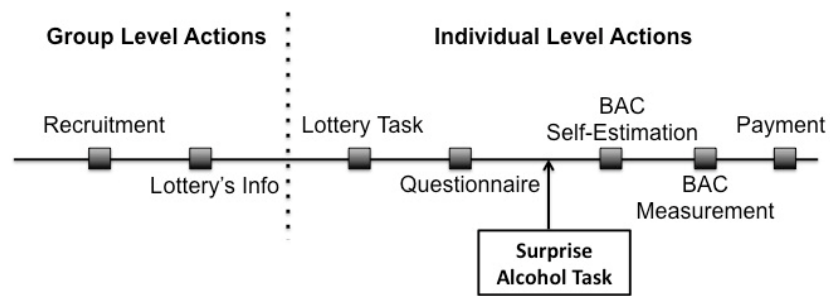 Group Level Actions
Individual Level Actions
Recruitment
Lottery's Info
Lottery Task
Questionnaire
BAC
Self-Estimation
BAC
Measurement
Payment
Surprise
Alcohol Task